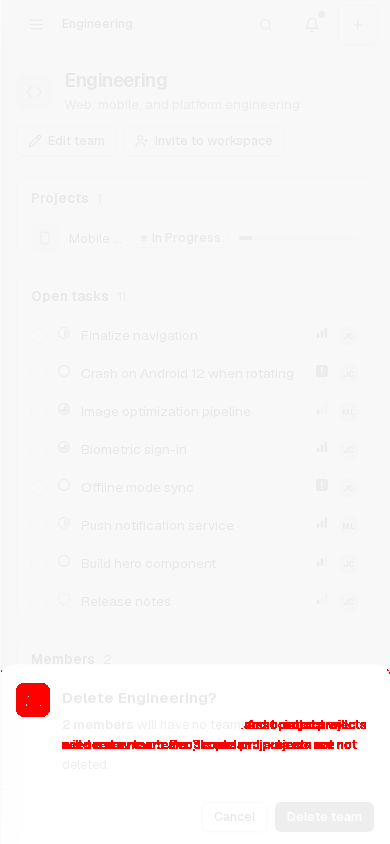 Engineering
Engineering
Web, mobile, and platform engineering
Edit team
Invite to workspace
Projects 1
Mobile...
In Progress
Open tasks 11
Finalize navigation
JC
Crash on Android 12 when rotating
JC
Image optimization pipeline
ML
Biometric sign-in
JC
Offline mode sync
JC
Push notification service
ML
Build hero component
JC
Release notes
JC
Members 2
Delete Engineering?
2 members will have no team
not
deleted.
Cancel
Delete team